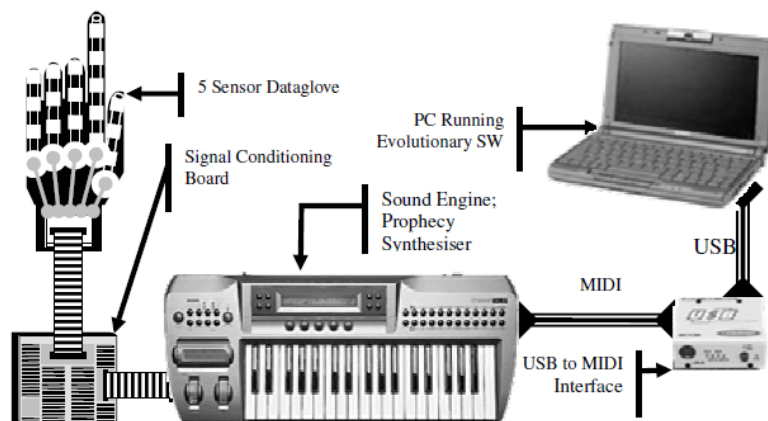 5 Sensor Dataglove
PC Running
Evolutionary SW
Signal Conditioning
Board
Sound Engine;
Prophecy
Synthesiser
USB
MIDI
USB to MIDI
Interface